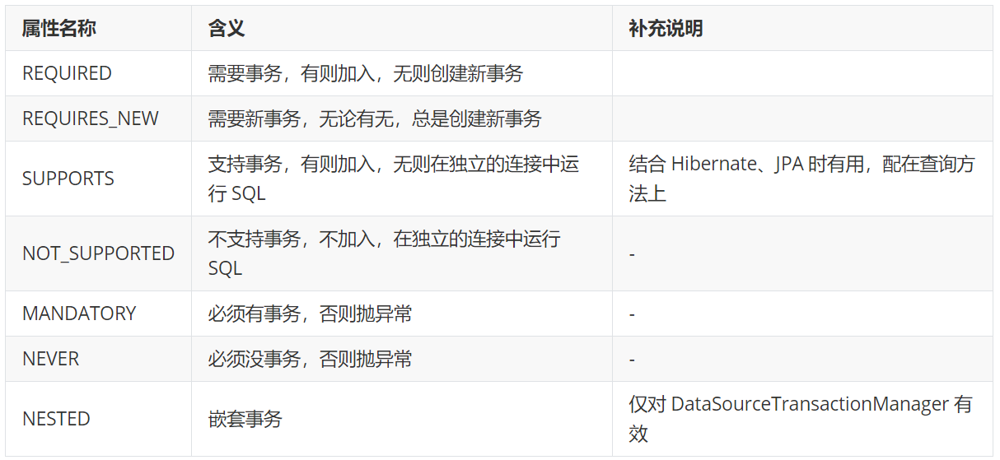 属性名称 含义 补充说明
REQUIRED 需要事务，有则加入，无则创建新事务
REQUIRES_NEW 需要新事务，无论有无，总是创建新事务
SUPPORTS 支持事务，有则加入，无则在独立的连接中运
行 SQL 结合 Hibernate、JPA 时有用，配在查询方
法上
NOT_SUPPORTED 不支持事务，不加入，在独立的连接中运行
SQL -
MANDATORY 必须有事务，否则抛异常 -
NEVER 必须没事务，否则抛异常 -
NESTED 嵌套事务 仅对 DataSourceTransactionManager 有
效